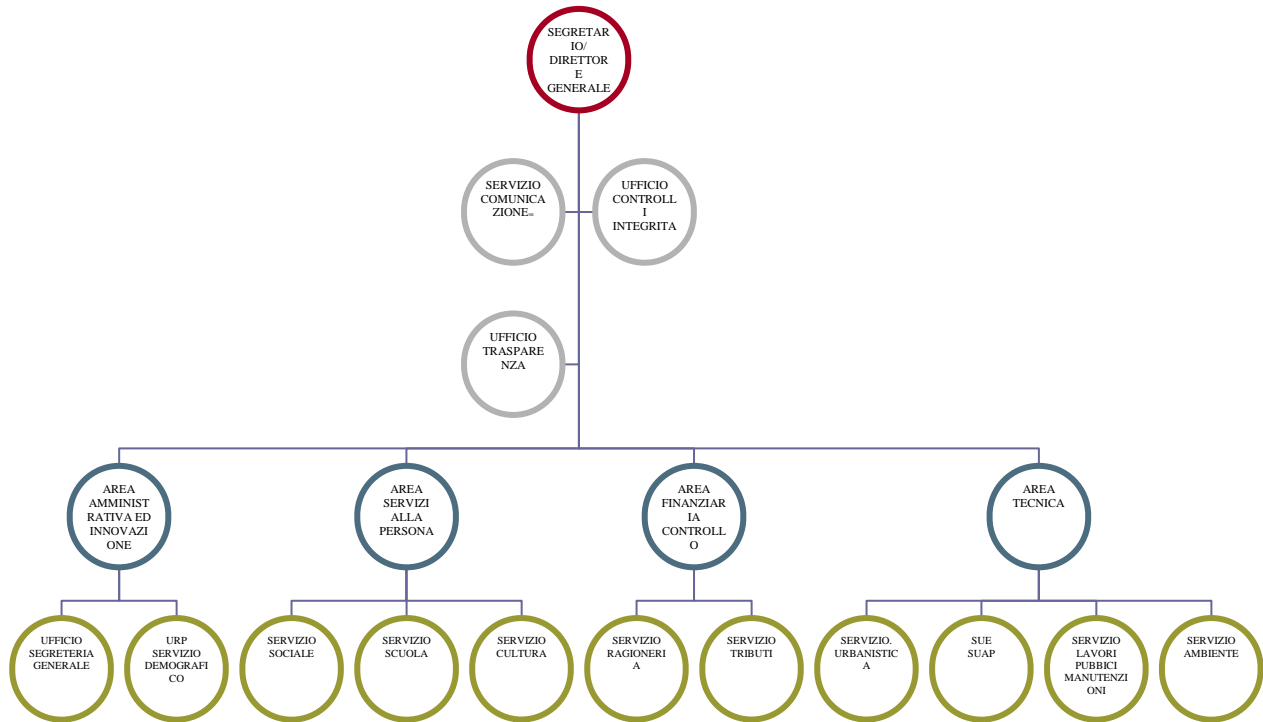 SEGRETAR
IO/
DIRETTOR
E
GENERALE
SERVIZIO
COMUNICA
ZIONE=
UFFICIO
CONTROLL
I
INTEGRITA
UFFICIO
TRASPARE
NZA
AREA
AMMINIST
RATIVA ED
INNOVAZI
ONE
AREA
SERVIZI
ALLA
PERSONA
AREA
FINANZIAR
IA
CONTROLL
O
AREA
TECNICA
UFFICIO
SEGRETERIA
GENERALE
URP
SERVIZIO
DEMOGRAFI
CO
SERVIZIO
SOCIALE
SERVIZIO
SCUOLA
SERVIZIO
CULTURA
SERVIZIO
RAGIONERI
A
SERVIZIO
TRIBUTI
SERVIZIO.
URBANISTIC
A
SUE
SUAP
SERVIZIO
LAVORI
PUBBICI
MANUTENZI
ONI
SERVIZIO
AMBIENTE